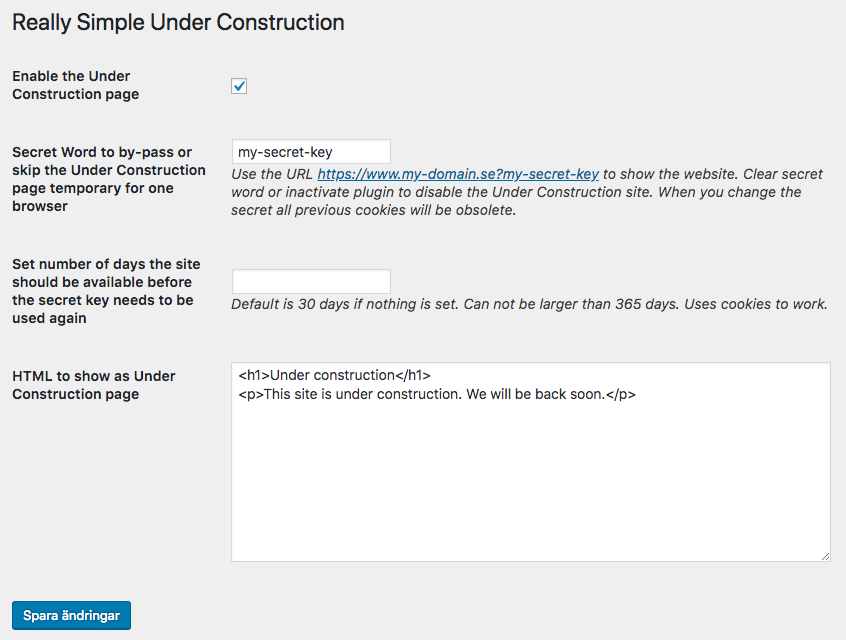 Really Simple Under Construction
Enable the Under
Construction page
Secret Word to by-pass or
skip the Under Construction
page temporary for one
browser
my-secret-key
Use the URL https://www.my-domain.se?my-secret-key to show the website. Clear secret
word or inactivate plugin to disable the Under Construction site. When you change the
secret all previous cookies will be obsolete.
Set number of days the site
should be available before
the secret key needs to be
used again
Default is 30 days if nothing is set. Can not be larger than 365 days. Uses cookies to work.
HTML to show as Under
Construction page
<h1>Under construction</h1>
<p>This site is under construction. We will be back soon.</p>
Spara ändringar